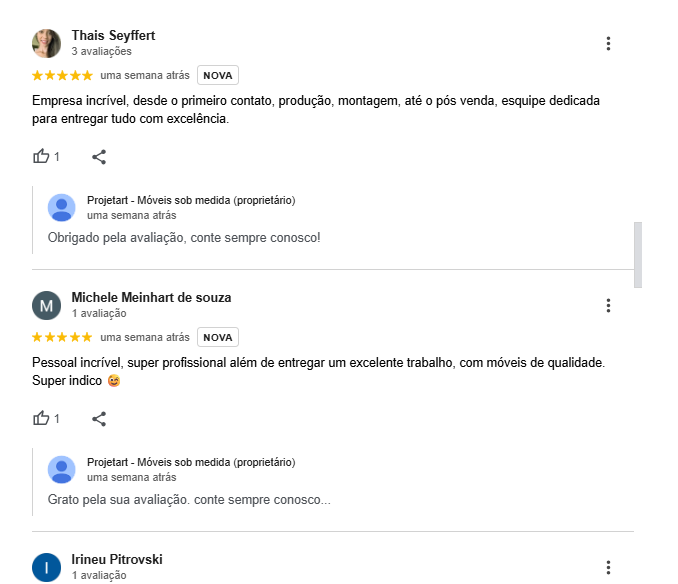 Thais Seyffert
3 avaliações
uma semana atrás NOVA
Empresa incrível, desde o primeiro contato, produção, montagem, até o pós venda, esquipe dedicada
para entregar tudo com excelência.
1
Projetart - Móveis sob medida (proprietário)
uma semana atrás
Obrigado pela avaliação, conte sempre conosco!
M
Michele Meinhart de souza
1 avaliação
uma semana atrás NOVA
Pessoal incrível, super profissional além de entregar um excelente trabalho, com móveis de qualidade.
Super indico 😅
1
Projetart - Móveis sob medida (proprietário)
uma semana atrás
Grato pela sua avaliação. conte sempre conosco...
I
Irineu Pitrovski
1 avaliação